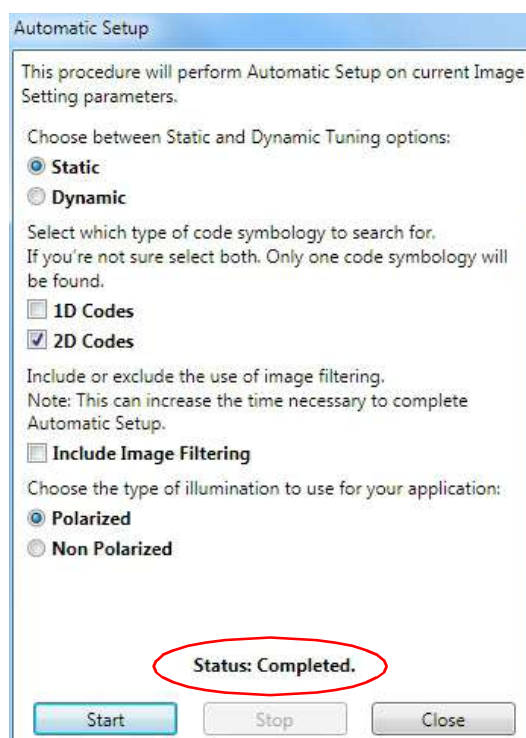 Automatic Setup
This procedure will perform Automatic Setup on current Image
Setting parameters.
Choose between Static and Dynamic Tuning options:
Static
Dynamic
Select which type of code symbology to search for.
If you're not sure select both. Only one code symbology will
be found.
1D Codes
2D Codes
Include or exclude the use of image filtering.
Note: This can increase the time necessary to complete
Automatic Setup.
Include Image Filtering
Choose the type of illumination to use for your application:
Polarized
Non Polarized
Status: Completed.
Start Stop Close